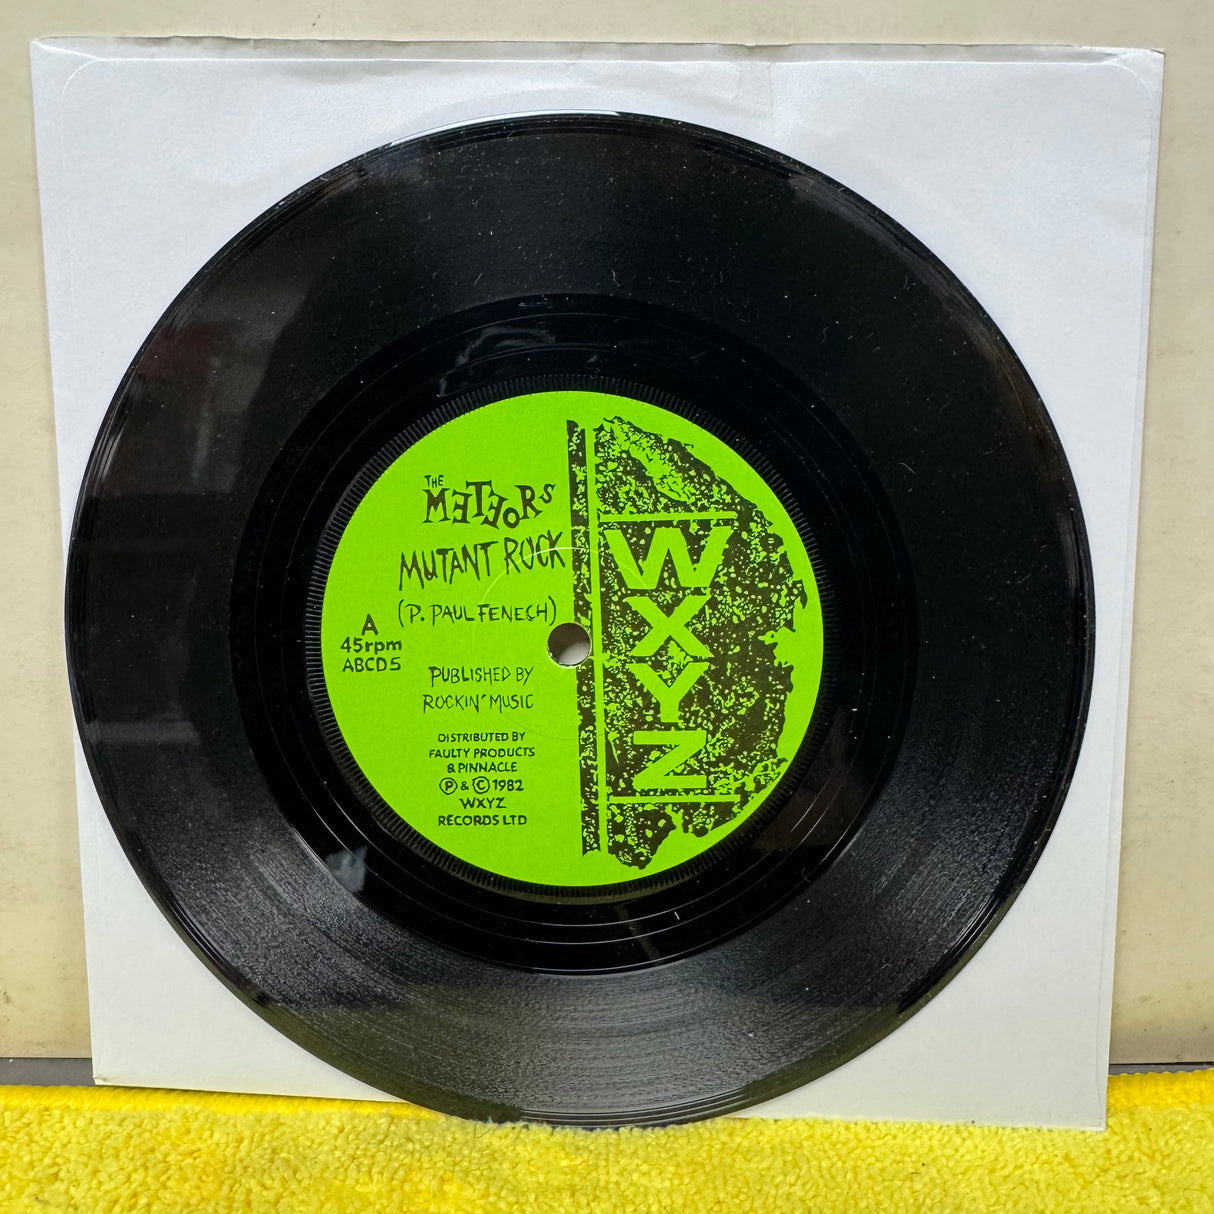 THE
METEORS
MUTANT ROCK
(P. PAUL FENECH)
A
45rpm
ABCD5
PUBLISHED BY
ROCKIN' MUSIC
DISTRIBUTED BY
FAULTY PRODUCTS
& PINNACLE
Ⓟ & © 1982
WXYZ
RECORDS LTD
W
X
Y
Z